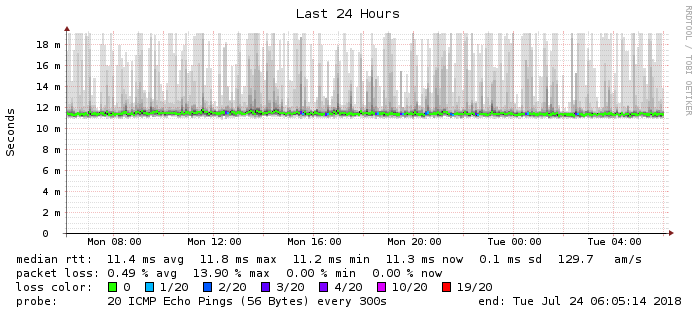 Last 24 Hours
RRDTOOL / TOBI OETIKER
Seconds
18 m
16 m
14 m
12 m
10 m
8 m
6 m
4 m
2 m
0
Mon 08:00 Mon 12:00 Mon 16:00 Mon 20:00 Tue 00:00 Tue 04:00
median rtt: 11.4 ms avg 11.8 ms max 11.2 ms min 11.3 ms now 0.1 ms sd 129.7 am/s
packet loss: 0.49 % avg 13.90 % max 0.00 % min 0.00 % now
loss color: 0 1/20 2/20 3/20 4/20 10/20 19/20
probe: 20 ICMP Echo Pings (56 Bytes) every 300s end: Tue Jul 24 06:05:14 2018